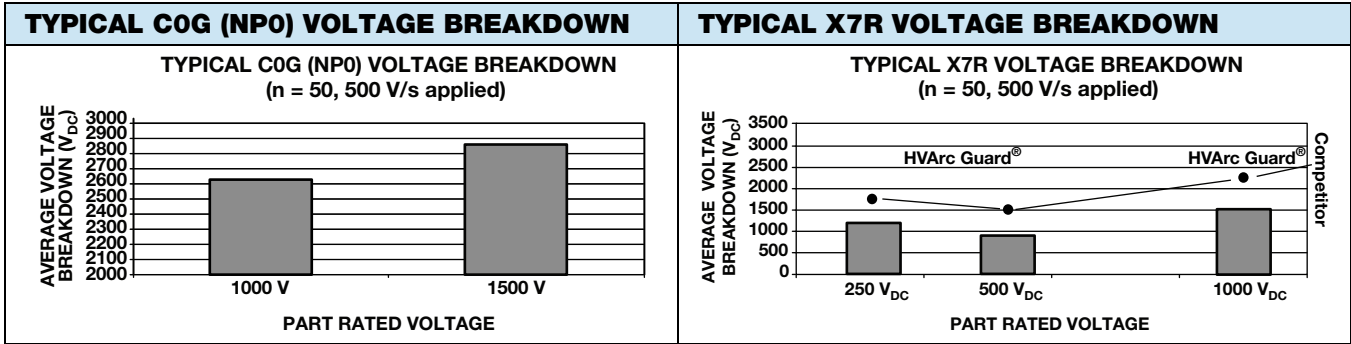 TYPICAL C0G (NP0) VOLTAGE BREAKDOWN
TYPICAL C0G (NP0) VOLTAGE BREAKDOWN
(n = 50, 500 V/s applied)
AVERAGE VOLTAGE
BREAKDOWN (VDC)
3000
2900
2800
2700
2600
2500
2400
2300
2200
2100
2000
1000 V
1500 V
PART RATED VOLTAGE
TYPICAL X7R VOLTAGE BREAKDOWN
TYPICAL X7R VOLTAGE BREAKDOWN
(n = 50, 500 V/s applied)
AVERAGE VOLTAGE
BREAKDOWN (VDC)
3500
3000
2500
2000
1500
1000
500
0
HVArc Guard®
HVArc Guard®
Competitor
250 VDC
500 VDC
1000 VDC
PART RATED VOLTAGE